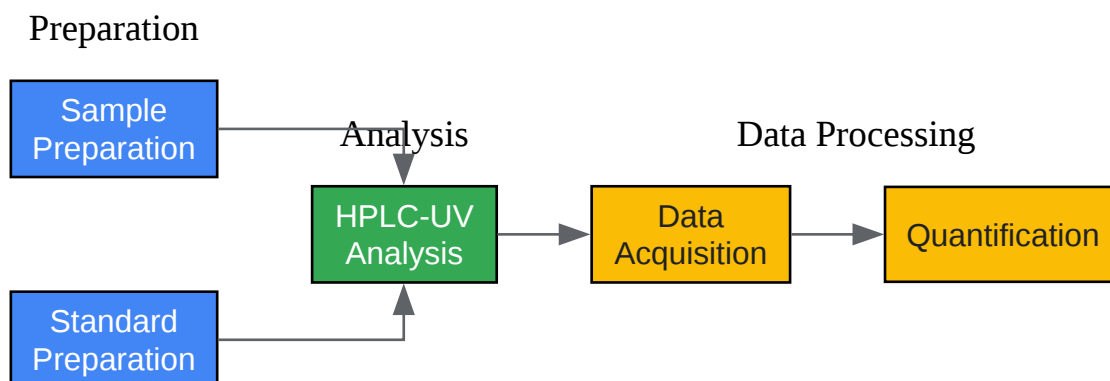 Preparation
Sample
Preparation
Analysis
Data Processing
HPLC-UV
Analysis
Data
Acquisition
Quantification
Standard
Preparation